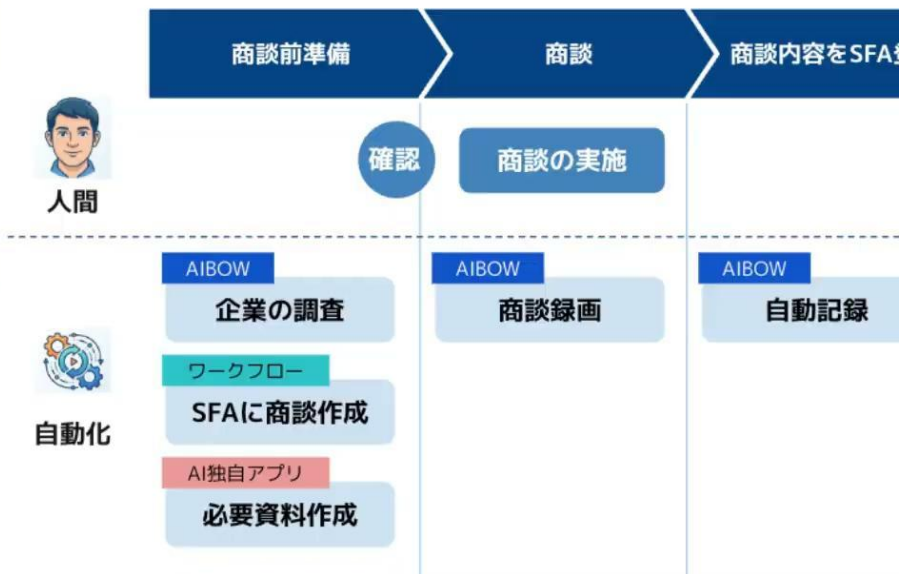 商談前準備
商談
商談内容をSFA
確認
商談の実施
人間
AIBOW
企業の調査
AIBOW
商談録画
AIBOW
自動記録
ワークフロー
SFAに商談作成
自動化
AI独自アプリ
必要資料作成